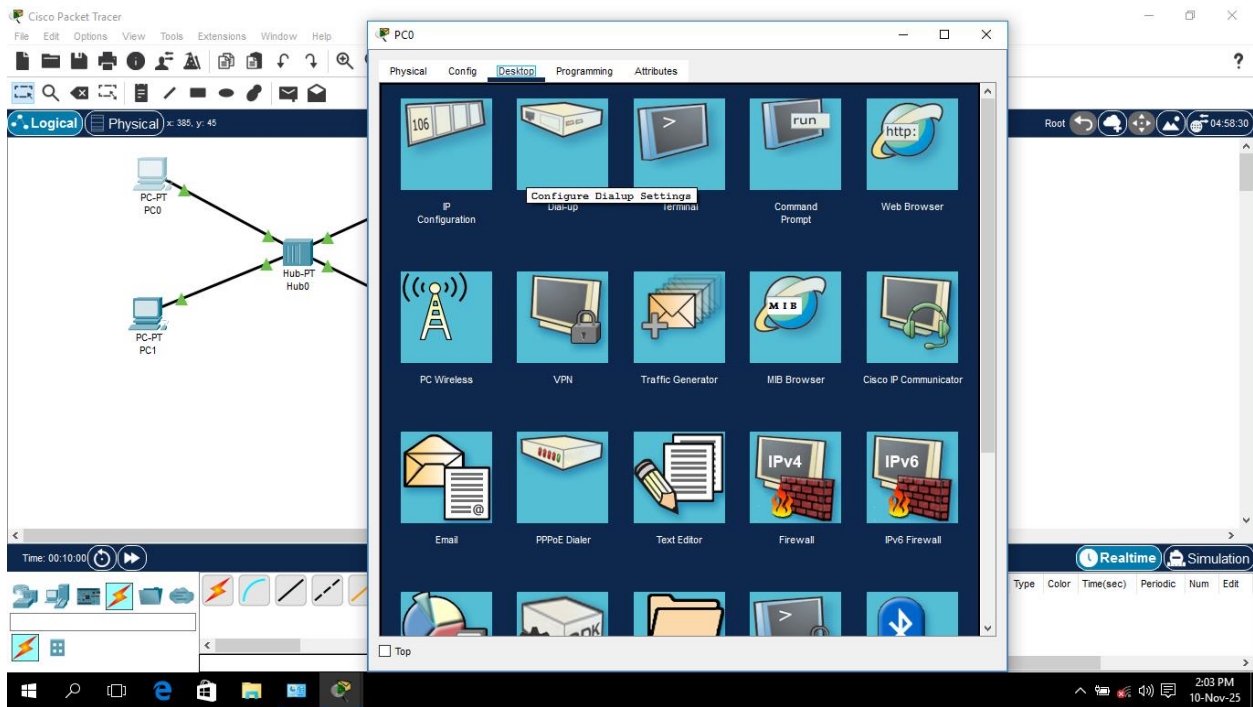 Cisco Packet Tracer
File Edit Options View Tools Extensions Window Help
?
Logical Physical x: 385, y: 45
Root 04:58:30
PC-PT
PC0
Hub-PT
Hub0
PC-PT
PC1
PC0
Physical Config Desktop Programming Attributes
106
>
run
http:
Configure Dialup Settings
IP
Configuration
Dial-up
Terminal
Command
Prompt
Web Browser
MIB
PC Wireless
VPN
Traffic Generator
MIB Browser
Cisco IP Communicator
@
IPv4
IPv6
Email
PPPoE Dialer
Text Editor
Firewall
IPv6 Firewall
>
Top
Time: 00:10:00
Realtime Simulation
Type Color Time(sec) Periodic Num Edit
2:03 PM
10-Nov-25